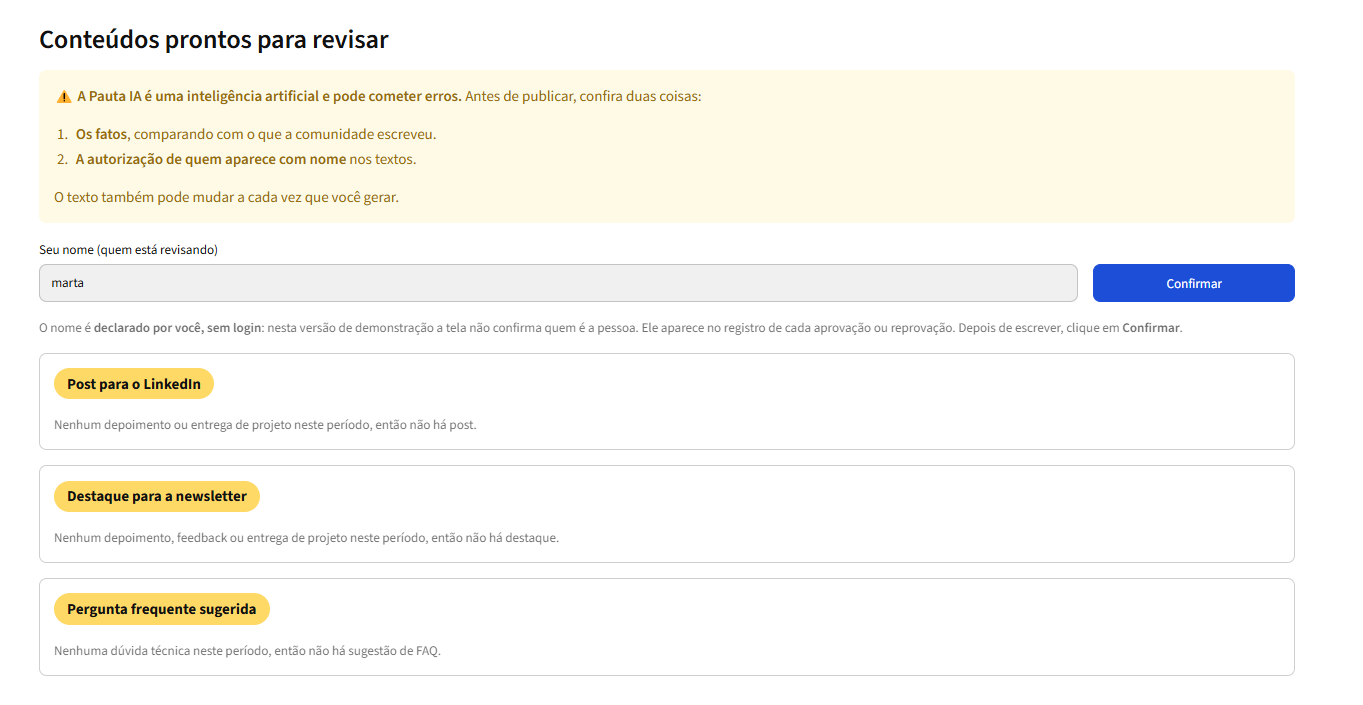 Conteúdos prontos para revisar
⚠️ A Pauta IA é uma inteligência artificial e pode cometer erros. Antes de publicar, confira duas coisas:
1. Os fatos, comparando com o que a comunidade escreveu.
2. A autorização de quem aparece com nome nos textos.
O texto também pode mudar a cada vez que você gerar.
Seu nome (quem está revisando)
marta
Confirmar
O nome é declarado por você, sem login: nesta versão de demonstração a tela não confirma quem é a pessoa. Ele aparece no registro de cada aprovação ou reprovação. Depois de escrever, clique em Confirmar.
Post para o LinkedIn
Nenhum depoimento ou entrega de projeto neste período, então não há post.
Destaque para a newsletter
Nenhum depoimento, feedback ou entrega de projeto neste período, então não há destaque.
Pergunta frequente sugerida
Nenhuma dúvida técnica neste período, então não há sugestão de FAQ.